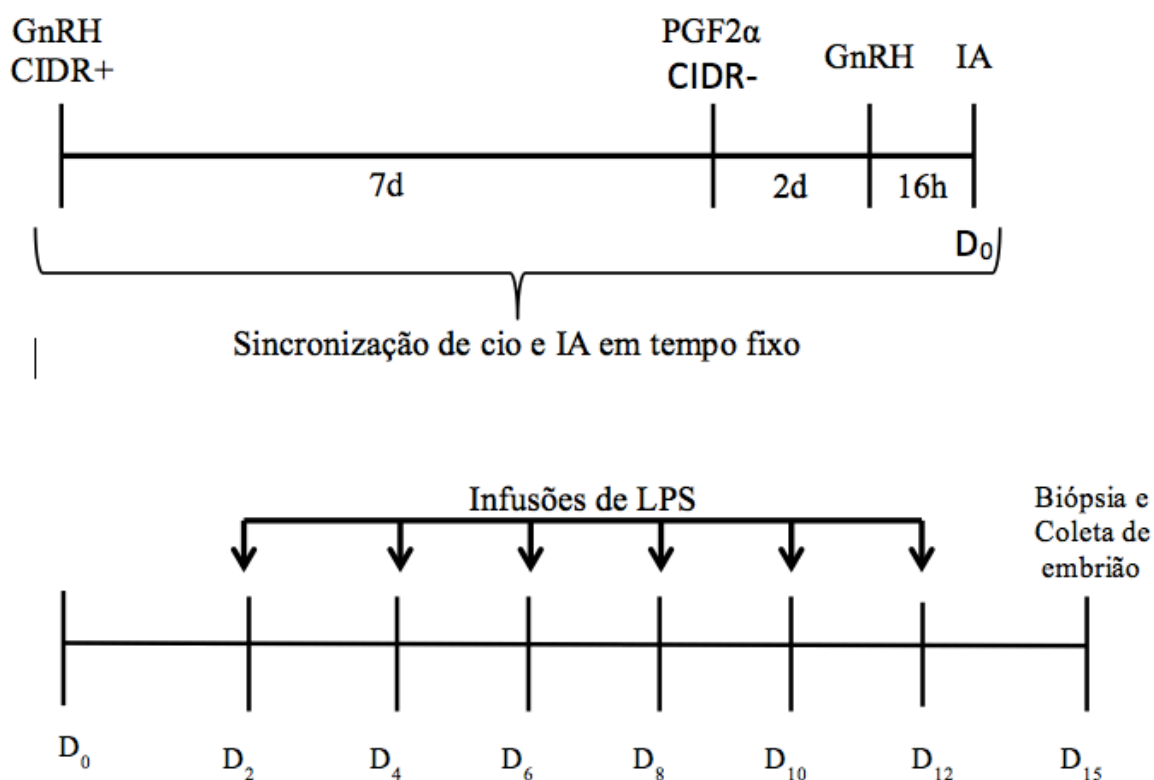 GnRH
CIDR+
PGF2α
CIDR-
GnRH
IA
7d
2d
16h
D₀
Sincronização de cio e IA em tempo fixo
Infusões de LPS
Biópsia e
Coleta de
embrião
D₀
D₂
D₄
D₆
D₈
D₁₀
D₁₂
D₁₅